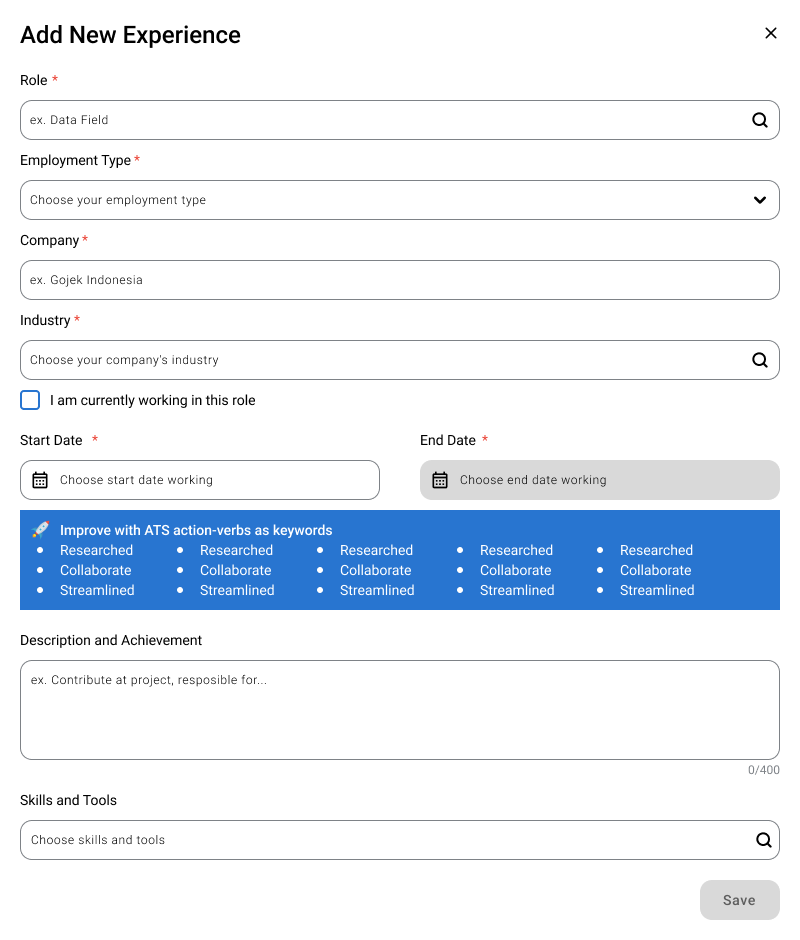 Add New Experience
Role *
ex. Data Field
Employment Type *
Choose your employment type
Company *
ex. Gojek Indonesia
Industry *
Choose your company's industry
I am currently working in this role
Start Date * End Date *
Choose start date working Choose end date working
Improve with ATS action-verbs as keywords
• Researched • Researched • Researched • Researched • Researched
• Collaborate • Collaborate • Collaborate • Collaborate • Collaborate
• Streamlined • Streamlined • Streamlined • Streamlined • Streamlined
Description and Achievement
ex. Contribute at project, resposible for...
0/400
Skills and Tools
Choose skills and tools
Save